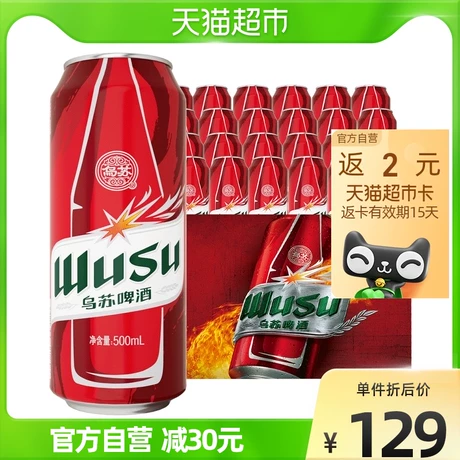 天猫超市
官方自营
返2元
天猫超市卡
返卡有效期15天
乌苏
WUSU
乌苏啤酒
净含量:500mL
WUSU
乌苏啤酒
单件折后价
¥129
官方自营 减30元